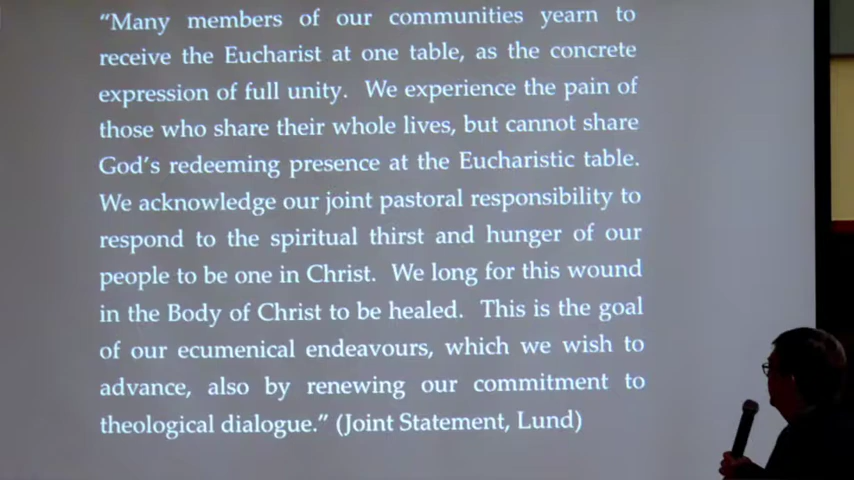 “Many members of our communities yearn to
receive the Eucharist at one table, as the concrete
expression of full unity. We experience the pain of
those who share their whole lives, but cannot share
God’s redeeming presence at the Eucharistic table.
We acknowledge our joint pastoral responsibility to
respond to the spiritual thirst and hunger of our
people to be one in Christ. We long for this wound
in the Body of Christ to be healed. This is the goal
of our ecumenical endeavours, which we wish to
advance, also by renewing our commitment to
theological dialogue.” (Joint Statement, Lund)